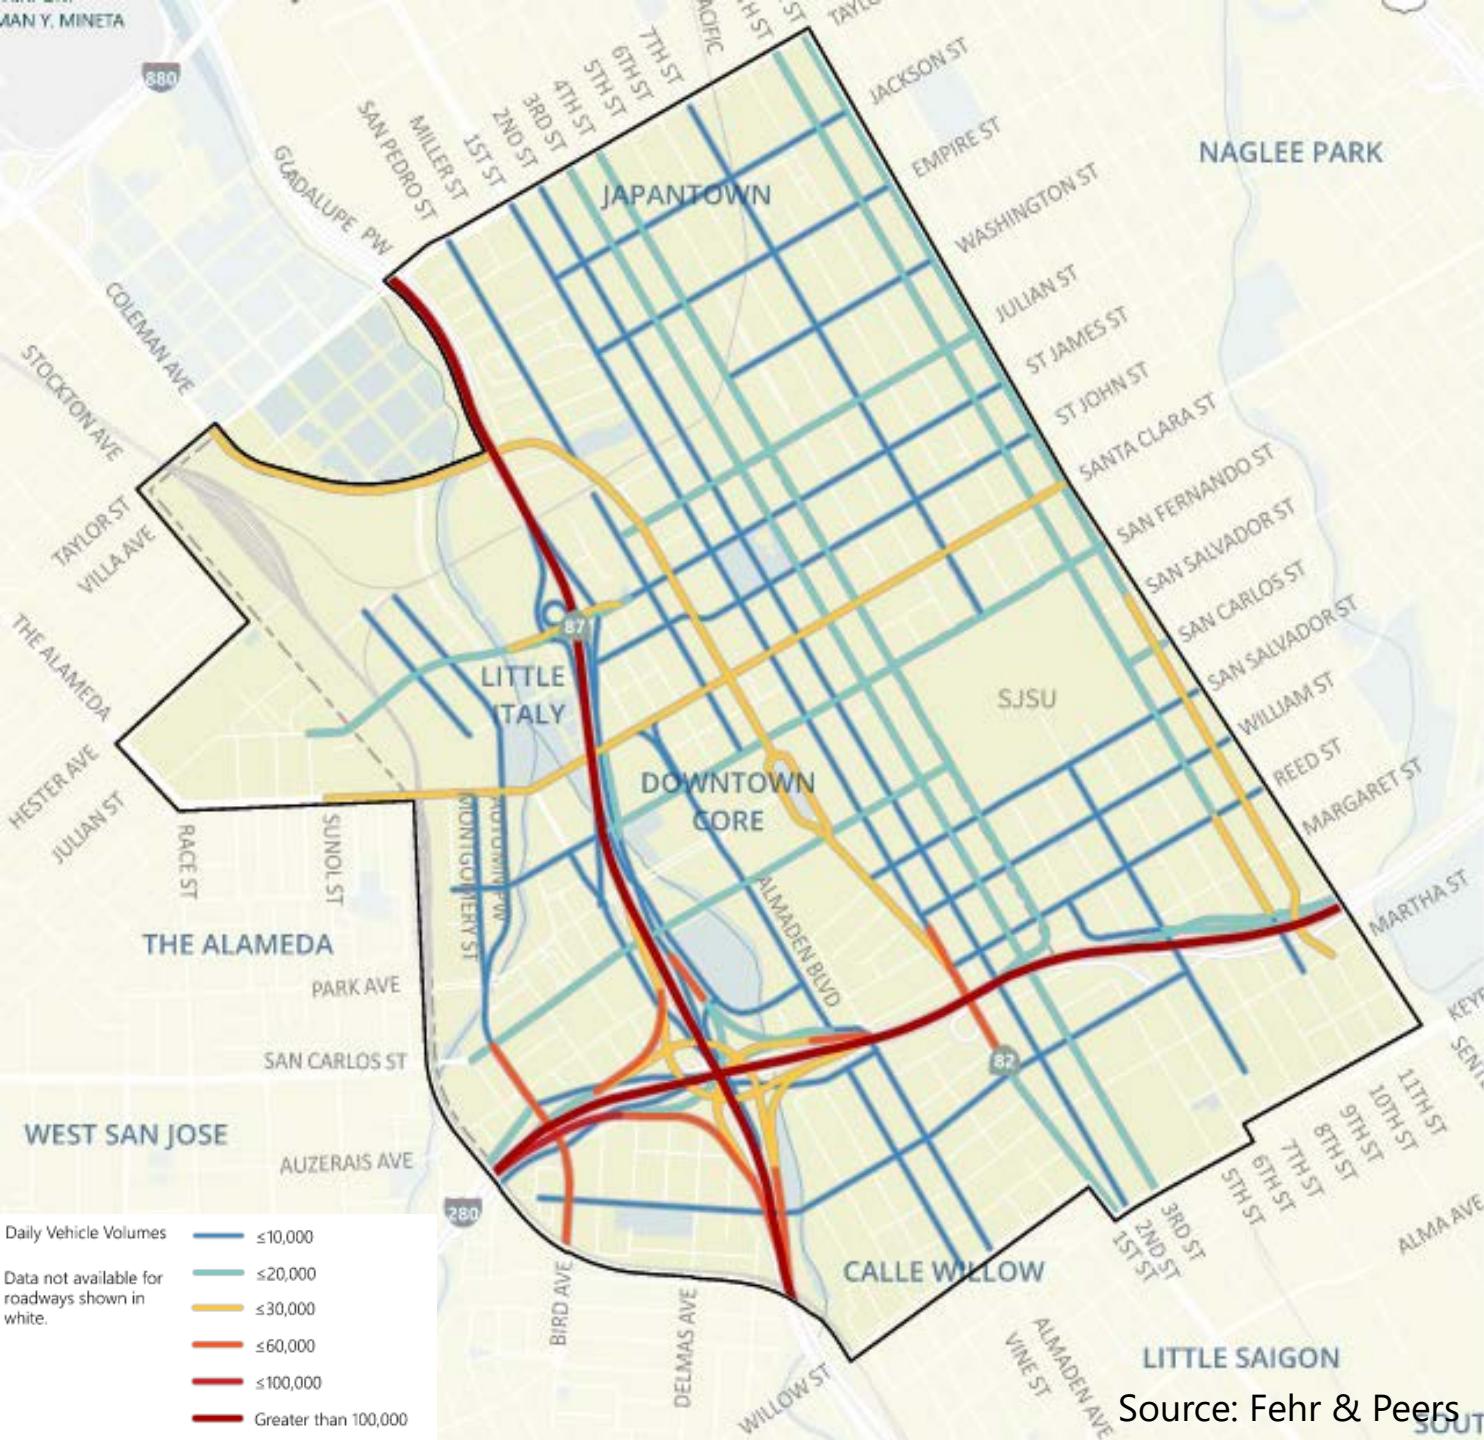 MAN Y. MINETA
880
TAYLO
JACKSON ST
EMPIRE ST
WASHINGTON ST
JULIAN ST
ST JAMES ST
ST JOHN ST
SANTA CLARA ST
SAN FERNANDO ST
SAN SALVADOR ST
SAN CARLOS ST
SAN SALVADOR ST
WILLIAM ST
REED ST
MARGARET ST
MARTHA ST
KEYE
7TH ST
6TH ST
5TH ST
4TH ST
3RD ST
2ND ST
1ST ST
MILLER ST
SAN PEDRO ST
GUADALUPE PW
COLEMAN AVE
STOCKTON AVE
TAYLOR ST
VILLA AVE
THE ALAMEDA
HESTER AVE
JULIAN ST
RACE ST
SUNOL ST
MONTGOMERY ST
AUTUMN PW
NAGLEE PARK
JAPANTOWN
871
LITTLE
ITALY
SJSU
DOWNTOWN
CORE
ALMADEN BLVD
THE ALAMEDA
PARK AVE
SAN CARLOS ST
WEST SAN JOSE
AUZERAIS AVE
280
82
11TH ST
10TH ST
9TH ST
8TH ST
7TH ST
6TH ST
5TH ST
3RD ST
2ND ST
1ST ST
ALMA AVE
CALLE WILLOW
BIRD AVE
DELMAS AVE
WILLOW ST
VINE ST
ALMADEN AVE
LITTLE SAIGON
SOUT
Daily Vehicle Volumes
Data not available for
roadways shown in
white.
≤10,000
≤20,000
≤30,000
≤60,000
≤100,000
Greater than 100,000
Source: Fehr & Peers